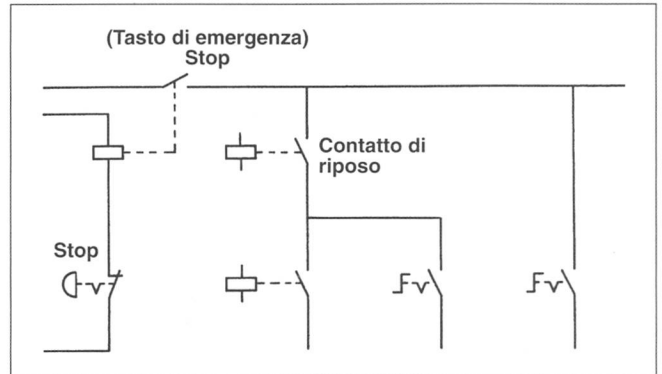 (Tasto di emergenza)
Stop
Contatto di
riposo
Stop